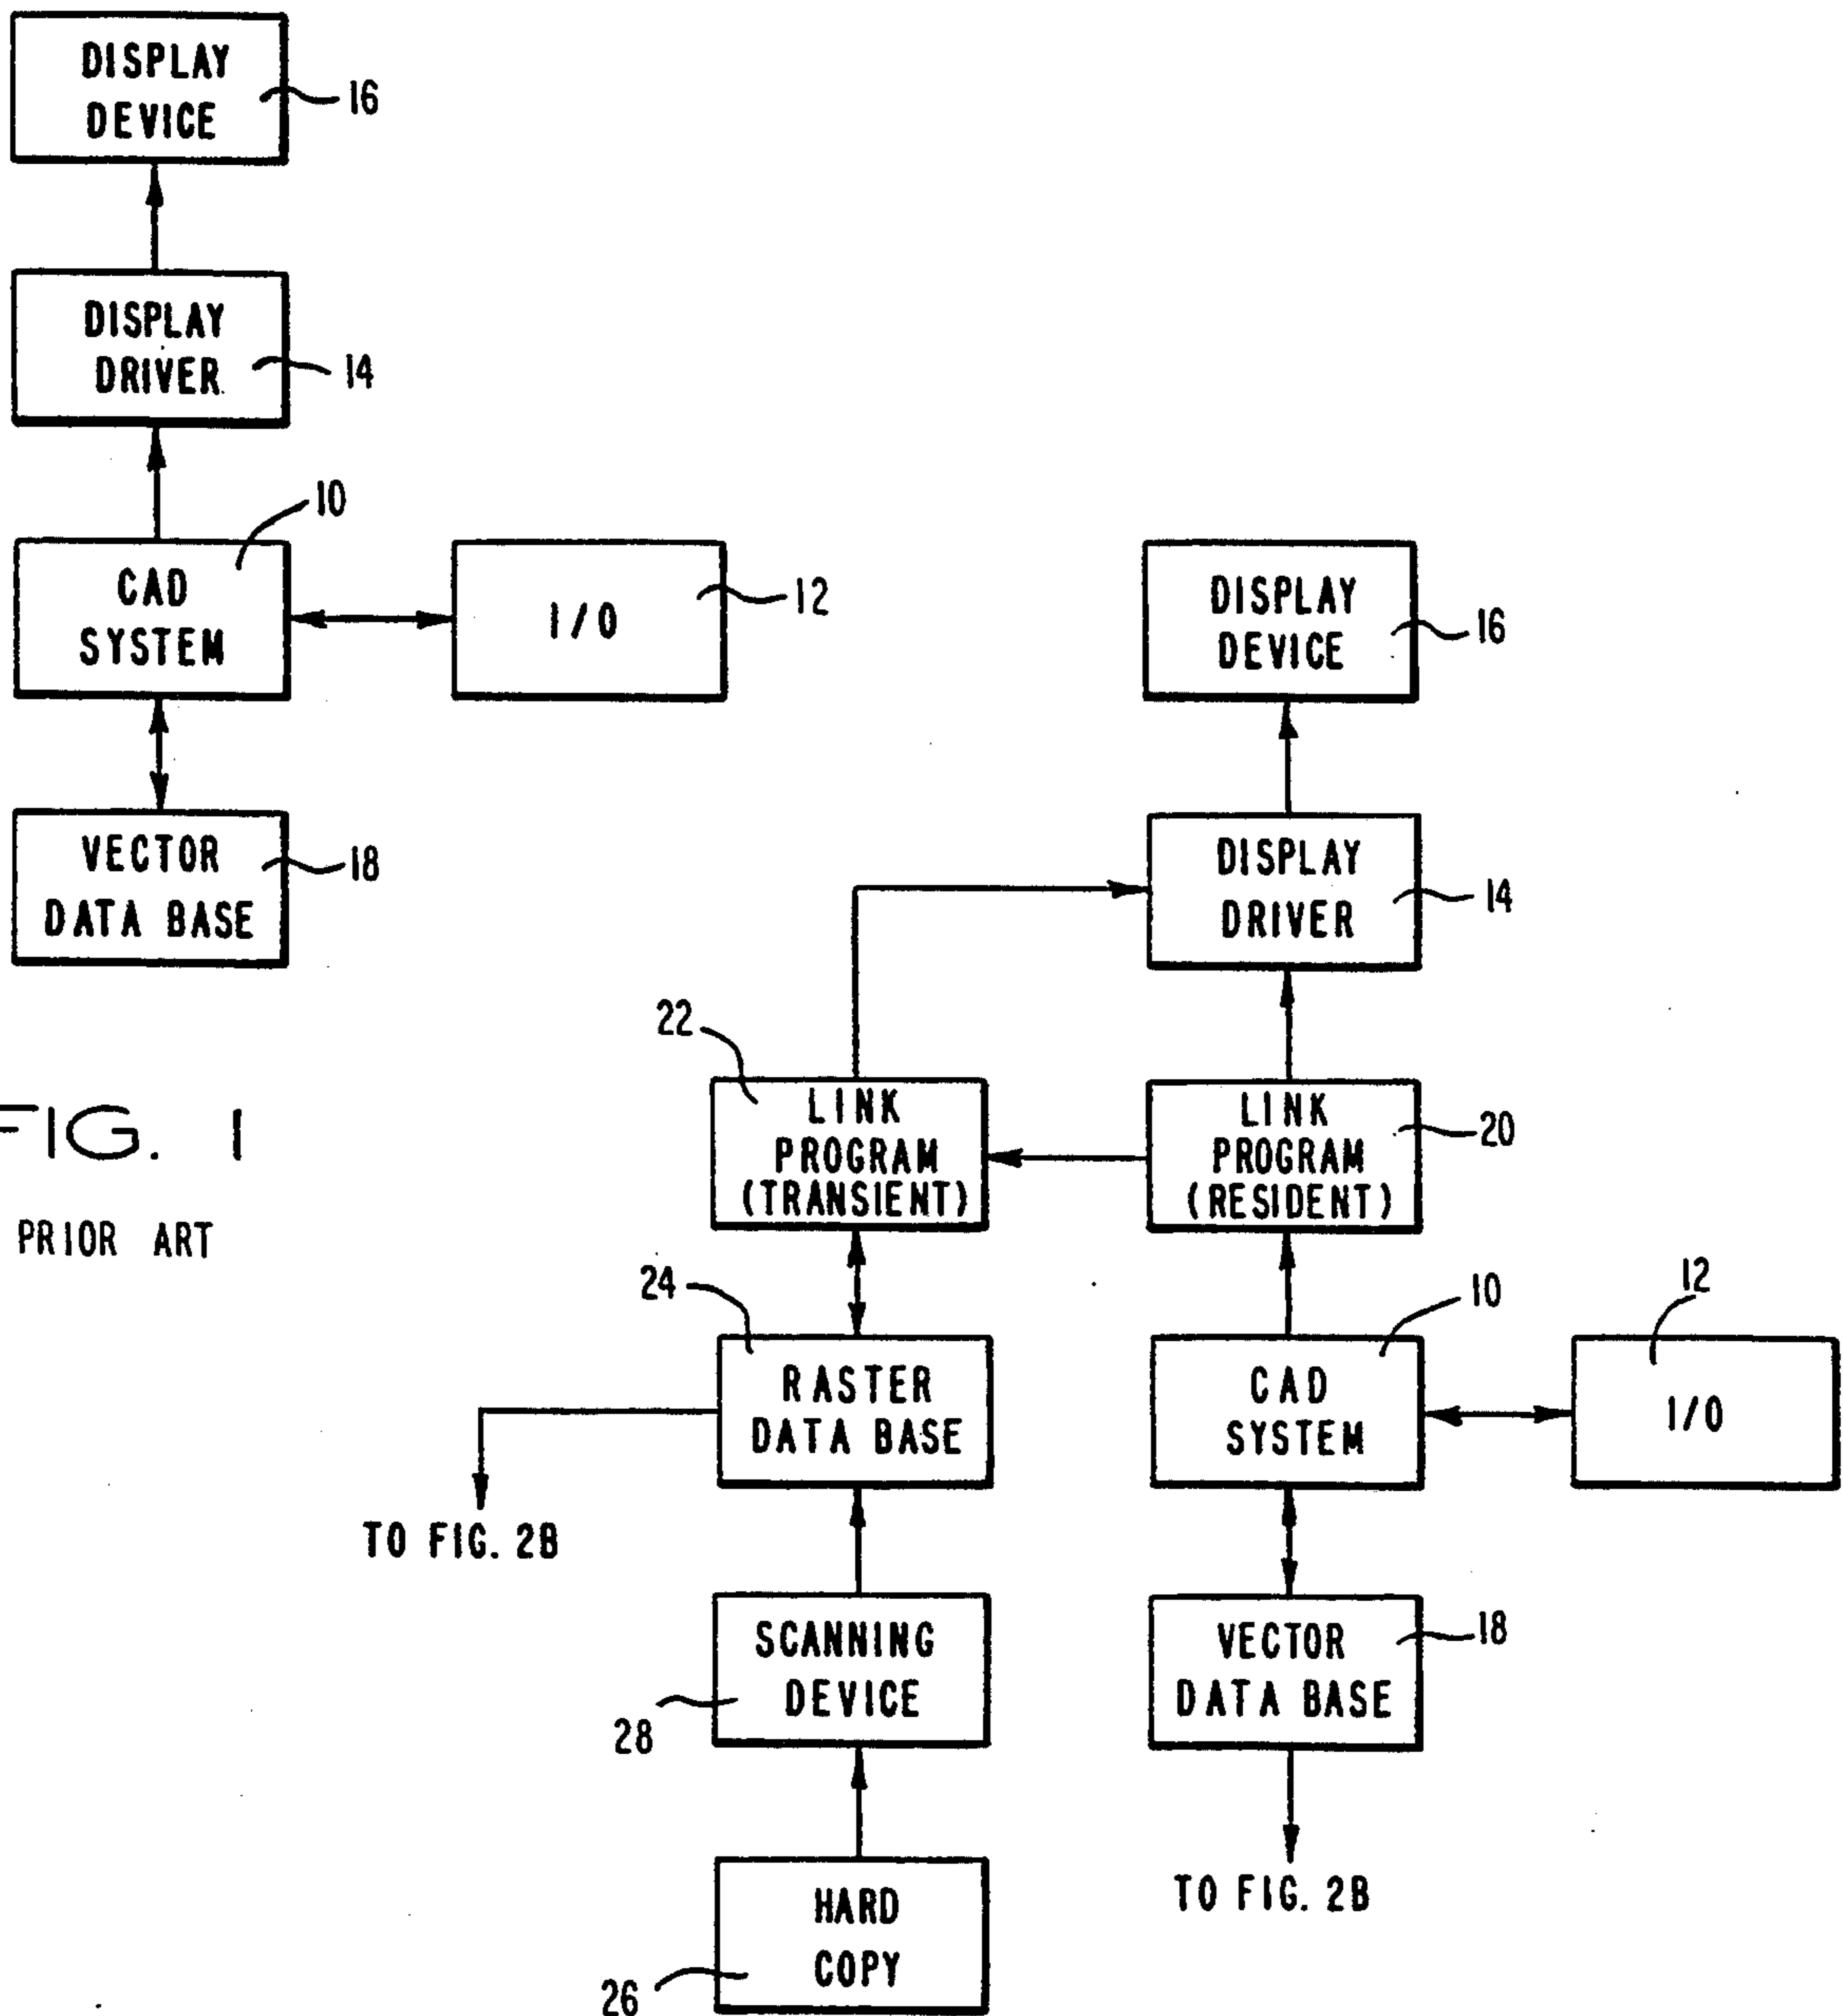 DISPLAY
DEVICE
16
DISPLAY
DRIVER
14
10
CAD
SYSTEM
I/O
12
VECTOR
DATA BASE
18
FIG. 1
PRIOR ART
DISPLAY
DEVICE
16
DISPLAY
DRIVER
14
22
LINK
PROGRAM
(TRANSIENT)
LINK
PROGRAM
(RESIDENT)
20
24
RASTER
DATA BASE
10
CAD
SYSTEM
12
I/O
TO FIG. 2B
SCANNING
DEVICE
28
VECTOR
DATA BASE
18
HARD
COPY
26
TO FIG. 2B